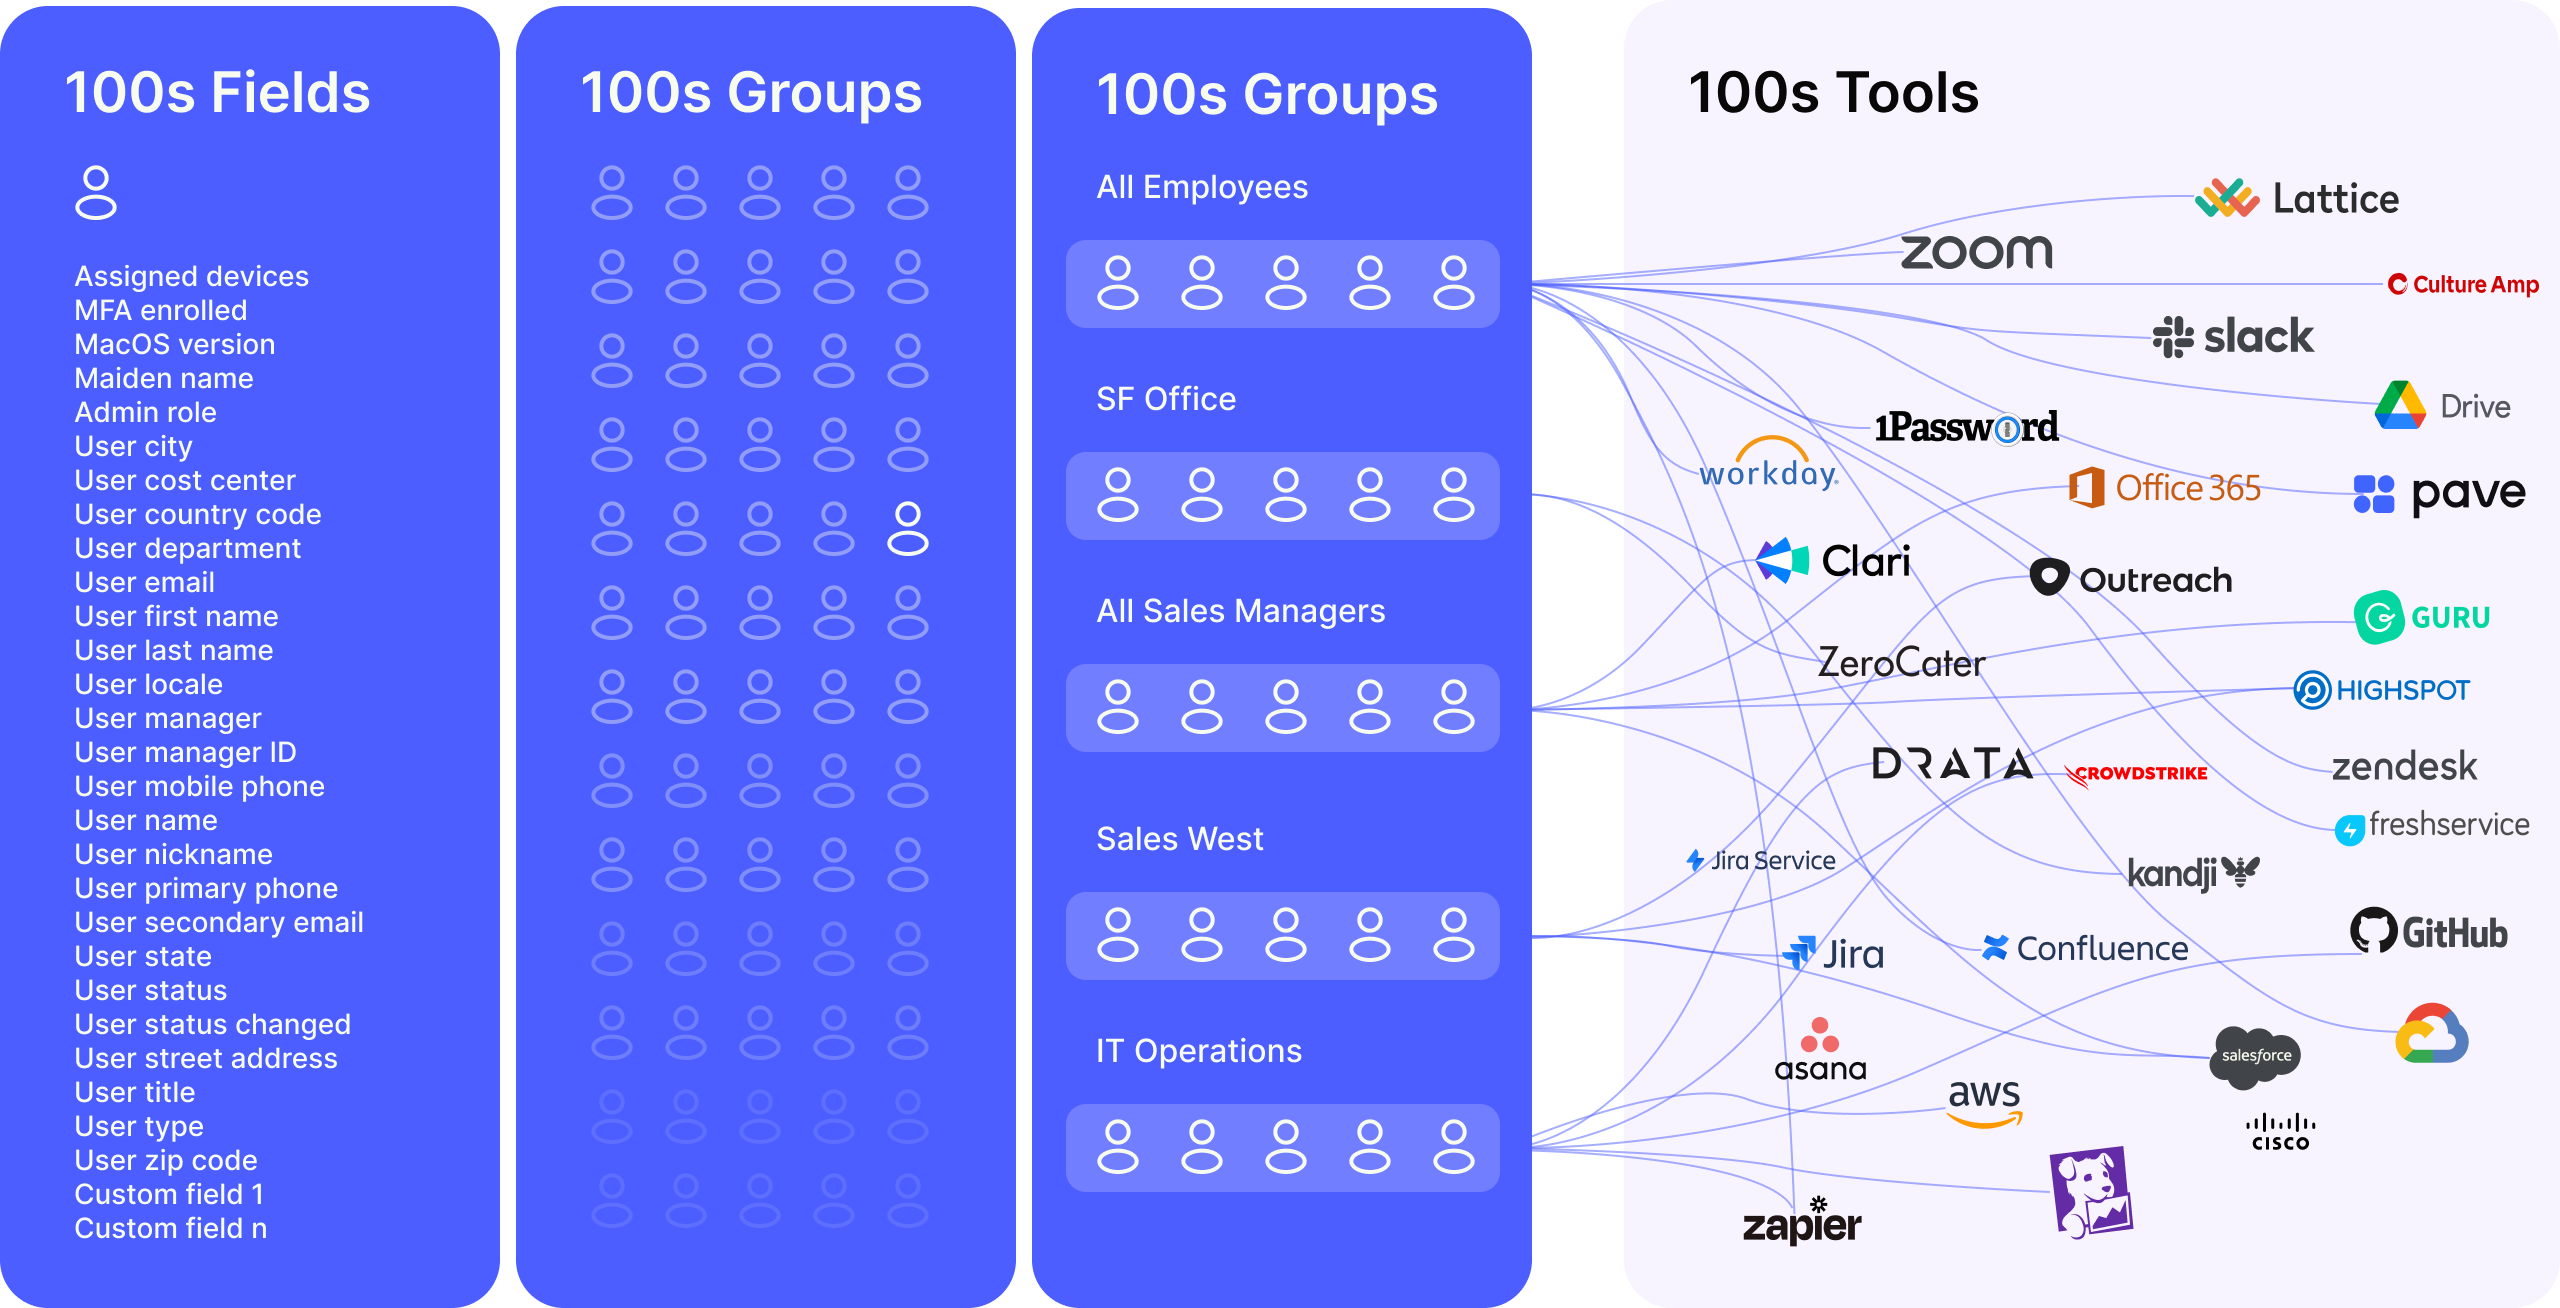 100s Fields
Assigned devices
MFA enrolled
MacOS version
Maiden name
Admin role
User city
User cost center
User country code
User department
User email
User first name
User last name
User locale
User manager
User manager ID
User mobile phone
User name
User nickname
User primary phone
User secondary email
User state
User status
User status changed
User street address
User title
User type
User zip code
Custom field 1
Custom field n
100s Groups
100s Groups
All Employees
SF Office
All Sales Managers
Sales West
IT Operations
100s Tools
Lattice
zoom
Culture Amp
slack
Drive
1Password
workday
Office 365
pave
Clari
Outreach
GURU
ZeroCater
HIGHSPOT
DRATA
CROWDSTRIKE
zendesk
freshservice
Jira Service
kandji
GitHub
Jira
Confluence
asana
salesforce
aws
cisco
zapier